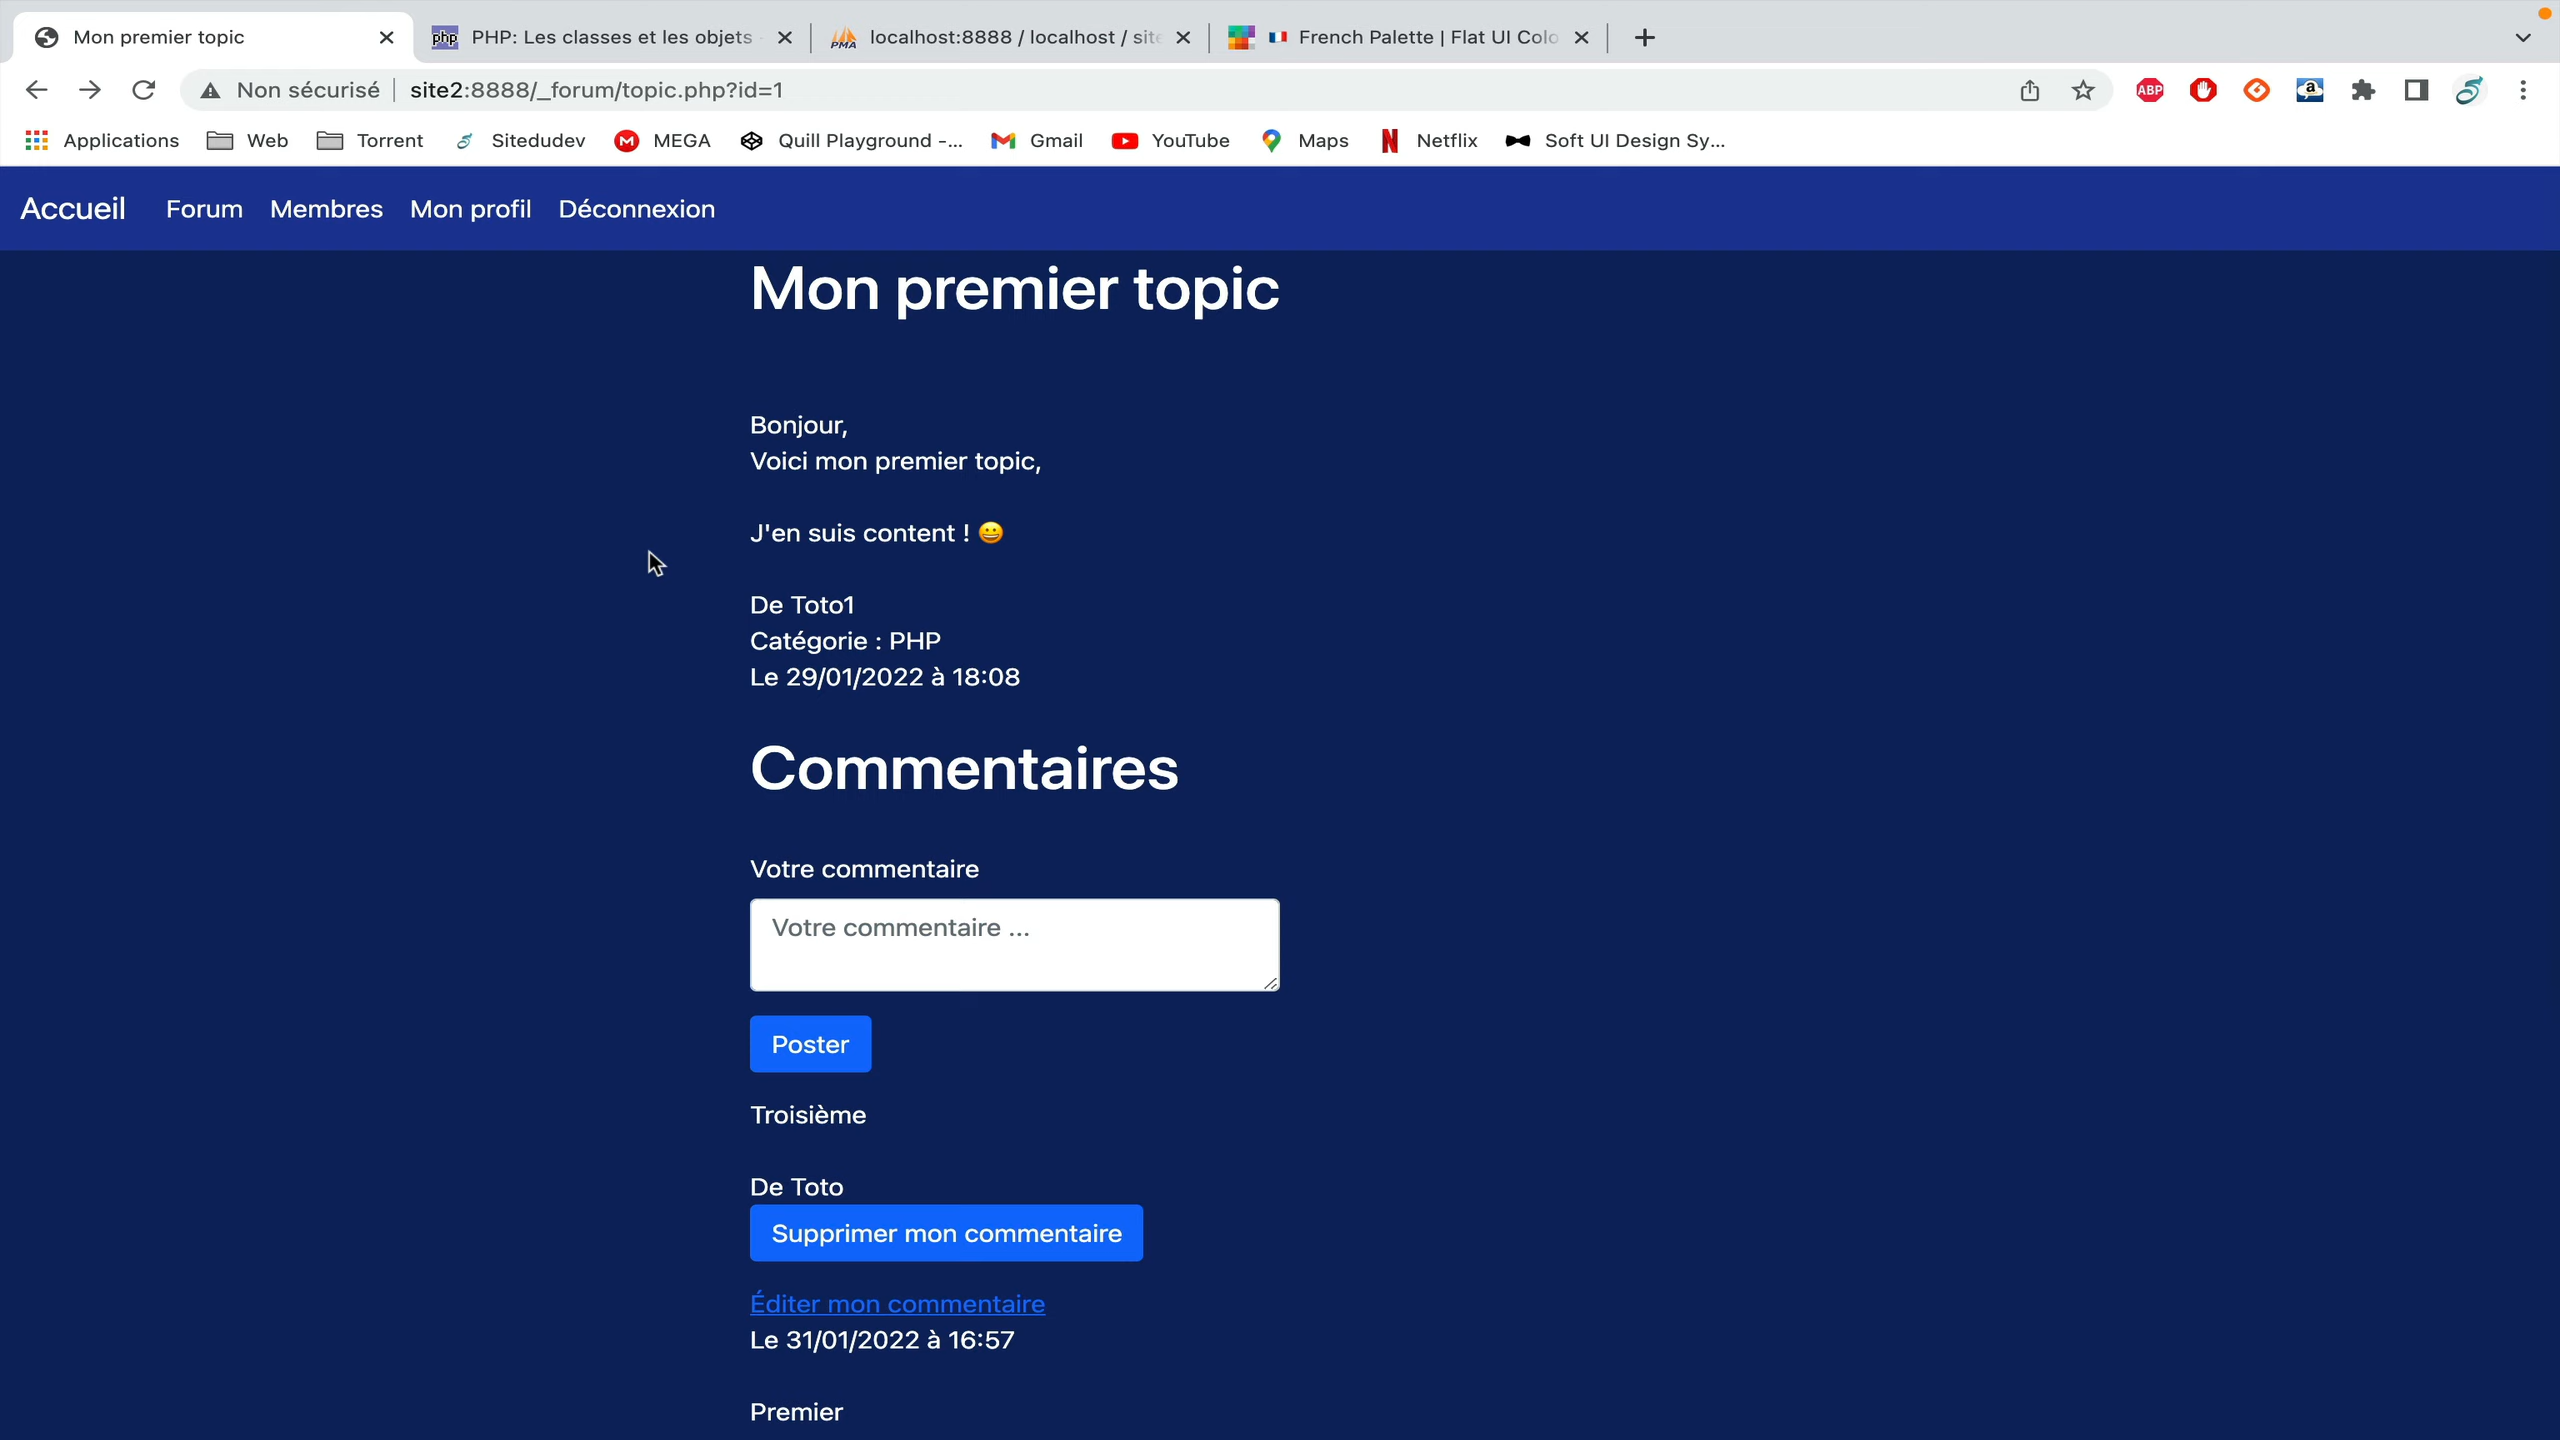 Mon premier topic
PHP: Les classes et les objets
localhost:8888 / localhost / site
French Palette | Flat UI Colo
Non sécurisé
site2:8888/_forum/topic.php?id=1
ABP
Applications
Web
Torrent
Sitedudev
MEGA
Quill Playground -...
Gmail
YouTube
Maps
Netflix
Soft UI Design Sy...
Accueil
Forum
Membres
Mon profil
Déconnexion
Mon premier topic
Bonjour,
Voici mon premier topic,
J'en suis content ! 😀
De Toto1
Catégorie : PHP
Le 29/01/2022 à 18:08
Commentaires
Votre commentaire
Votre commentaire ...
Poster
Troisième
De Toto
Supprimer mon commentaire
Éditer mon commentaire
Le 31/01/2022 à 16:57
Premier